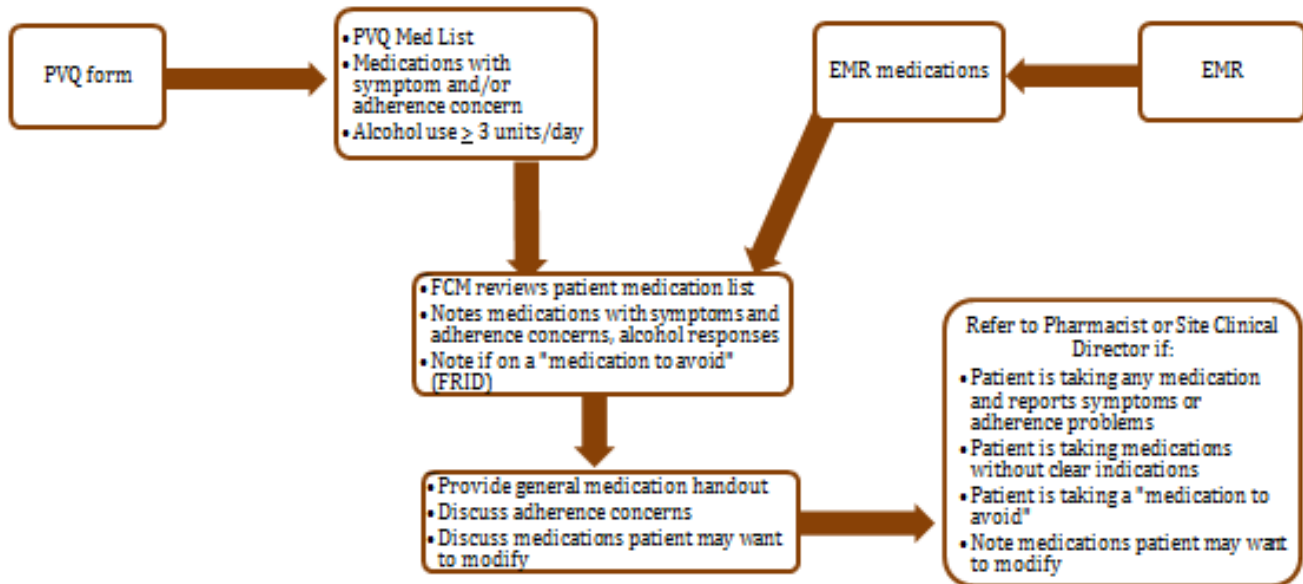 PVQ form
• PVQ Med List
• Medications with
symptom and/or
adherence concern
• Alcohol use ≥ 3 units/day
EMR medications
EMR
• FCM reviews patient medication list
• Notes medications with symptoms and
adherence concerns, alcohol responses
• Note if on a "medication to avoid"
(FRID)
• Provide general medication handout
• Discuss adherence concerns
• Discuss medications patient may want
to modify
Refer to Pharmacist or Site Clinical
Director if:
• Patient is taking any medication
and reports symptoms or
adherence problems
• Patient is taking medications
without clear indications
• Patient is taking a "medication to
avoid"
• Note medications patient may want
to modify